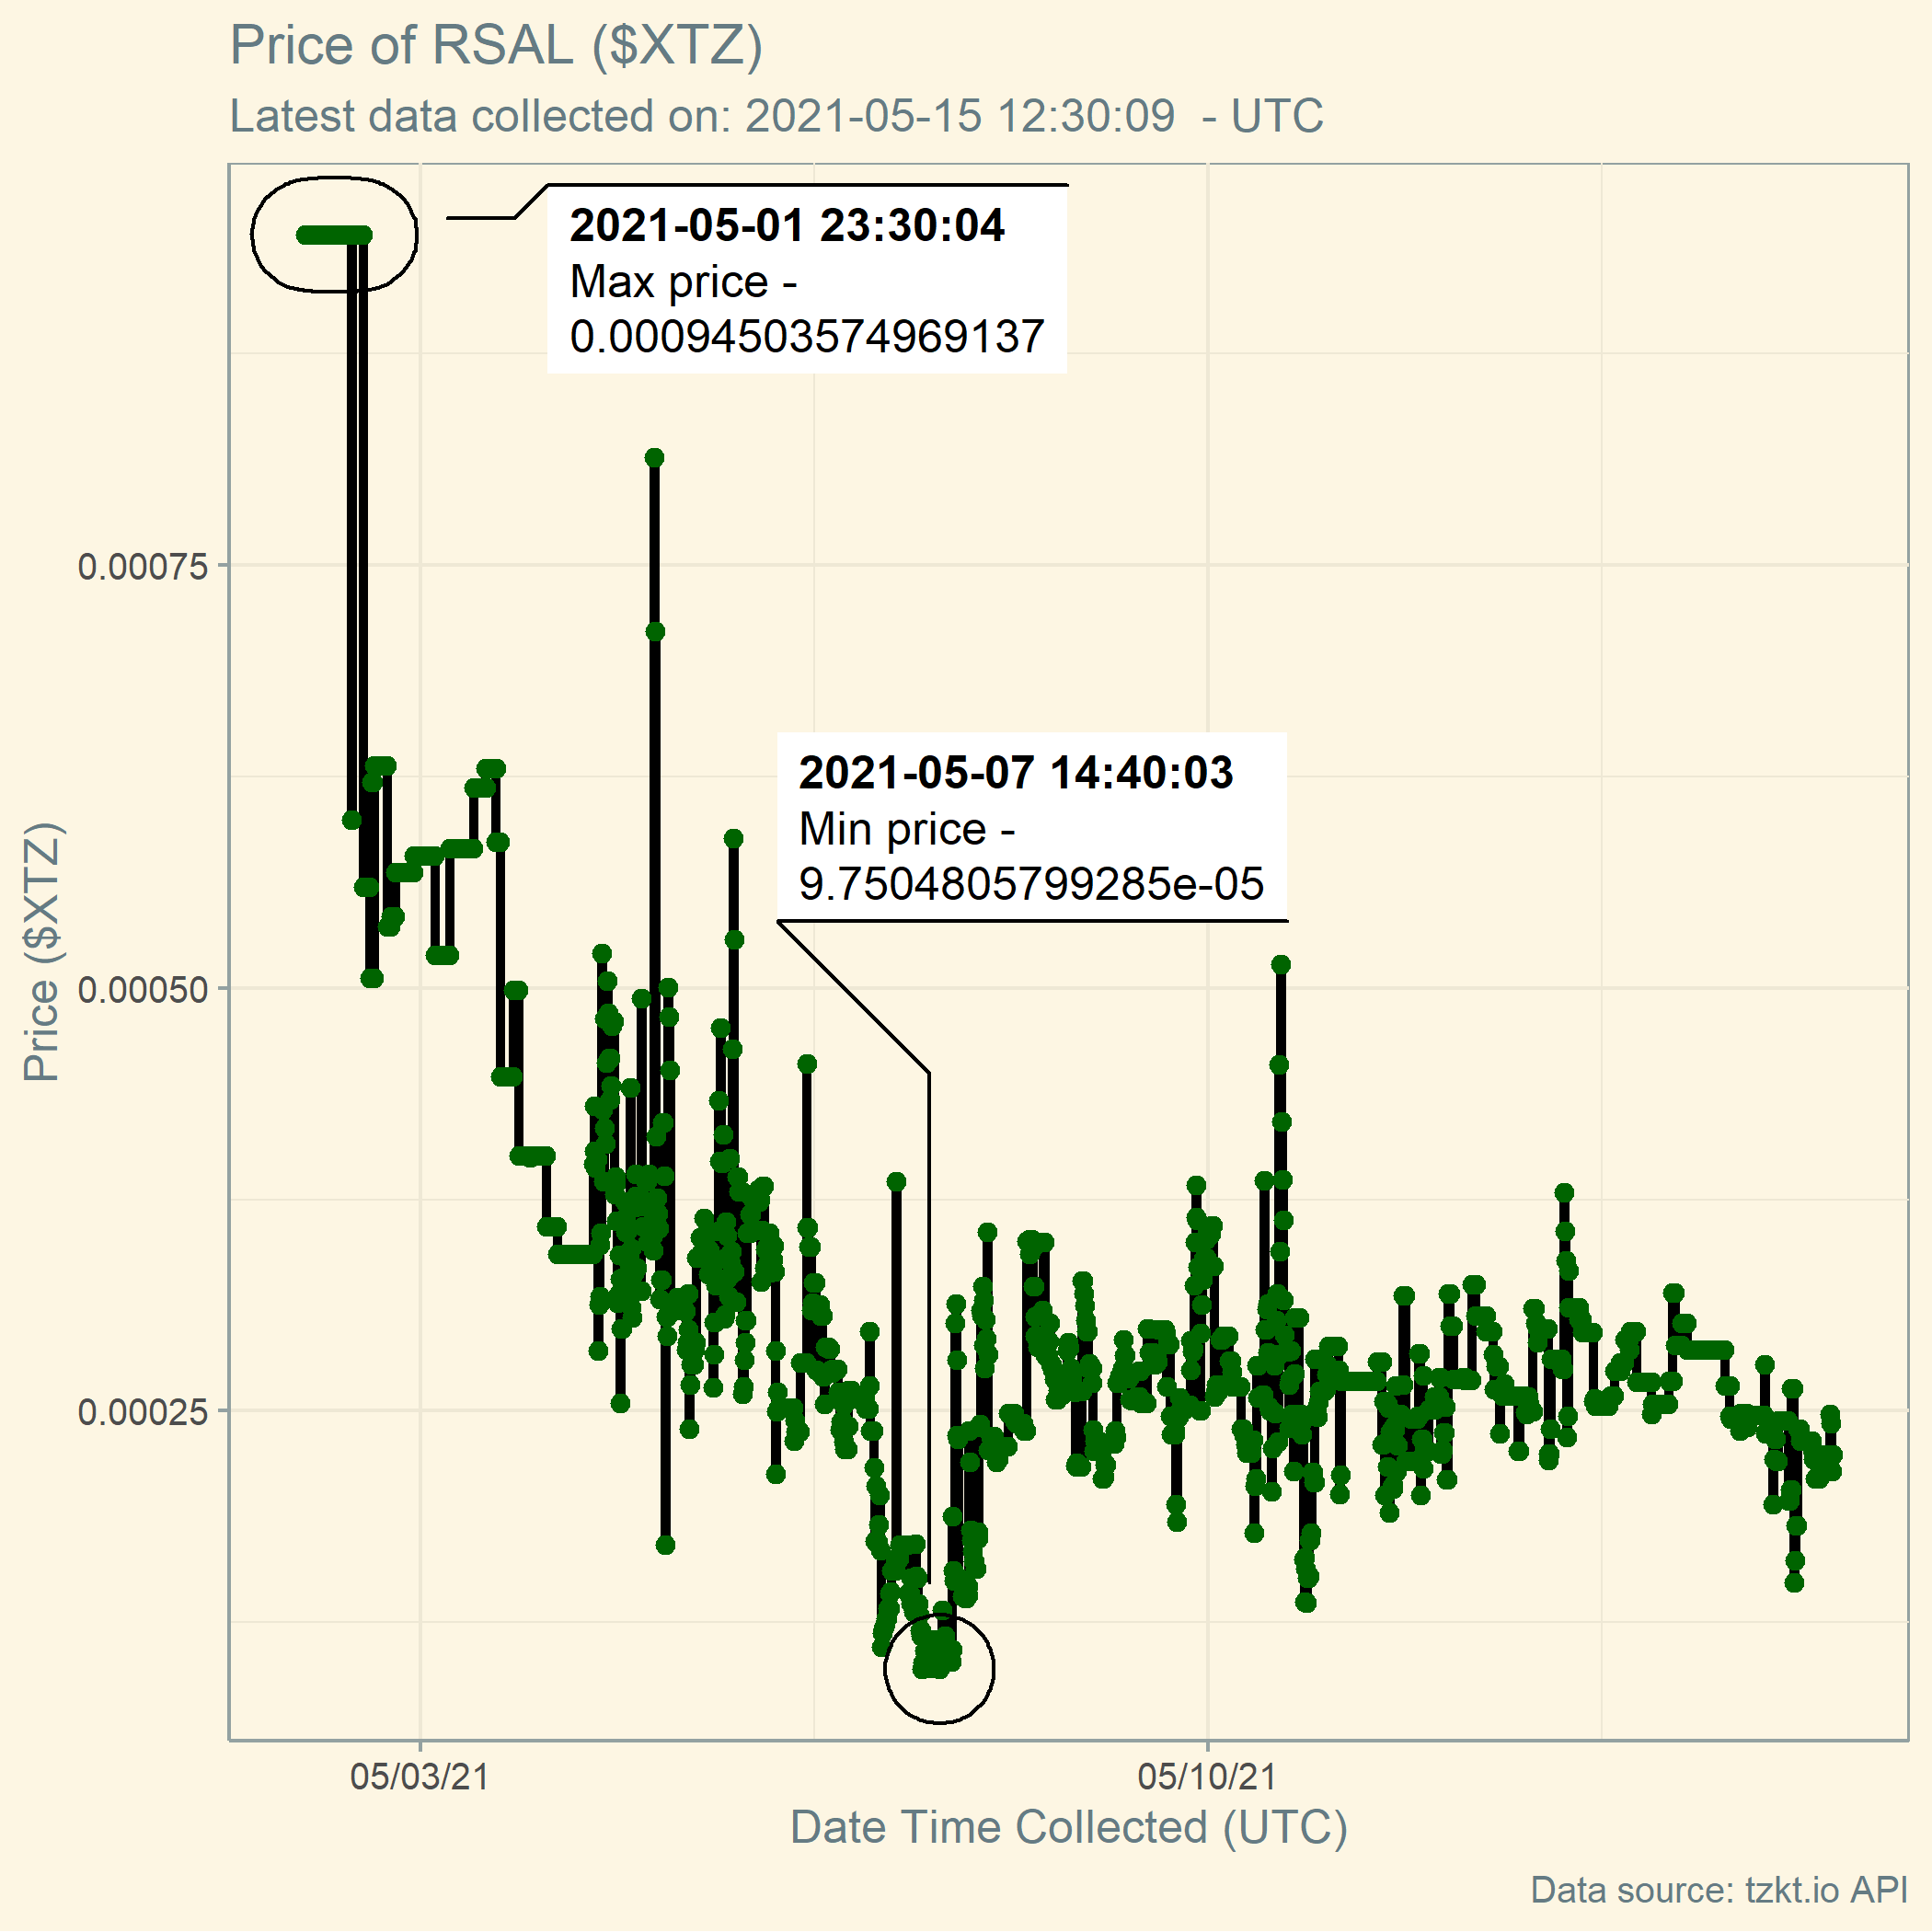 Price of RSAL ($XTZ)
Latest data collected on: 2021-05-15 12:30:09  - UTC
2021-05-01 23:30:04
Max price -
0.000945035749​69137
2021-05-07 14:40:03
Min price -
9.7504805799285e-05
Price ($XTZ)
0.00075
0.00050
0.00025
05/03/21
05/10/21
Date Time Collected (UTC)
Data source: tzkt.io API